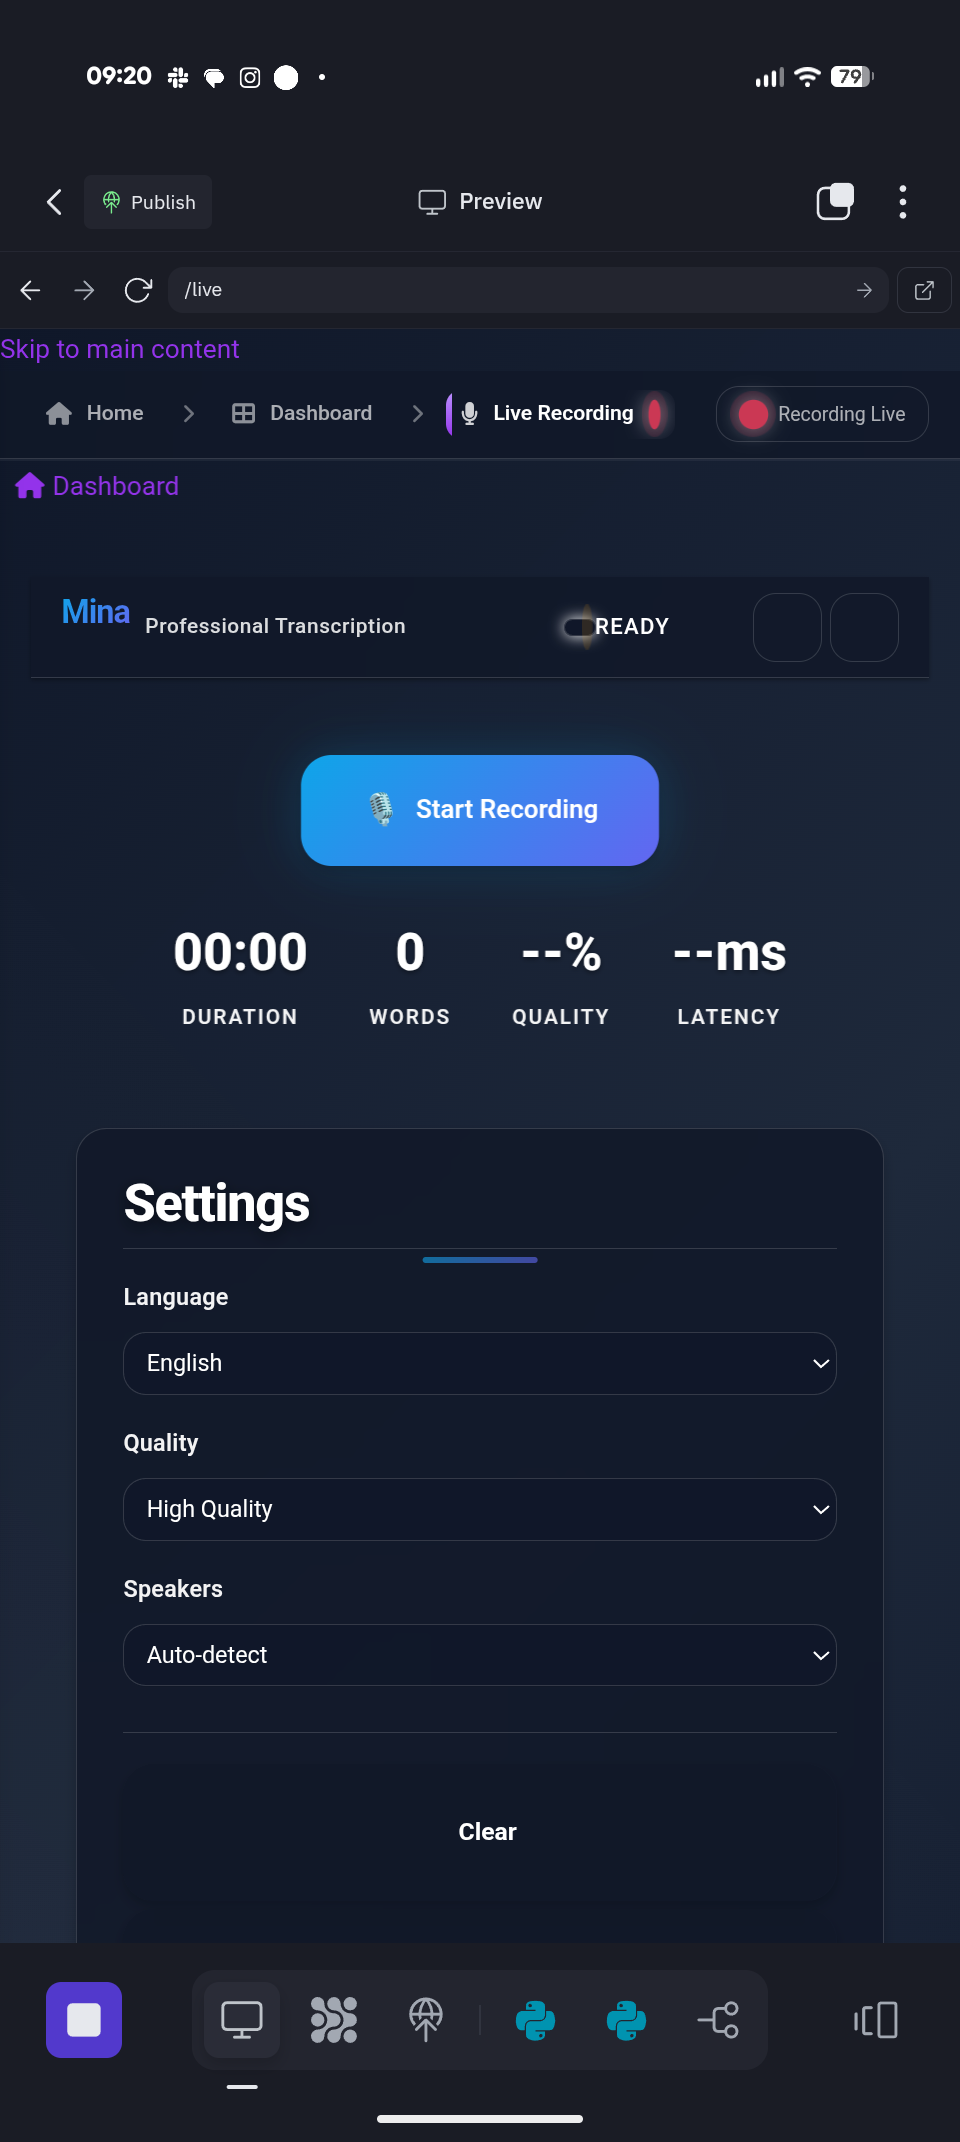 09:20
79
Publish
Preview
/live
Skip to main content
Home
Dashboard
Live Recording
Recording Live
Dashboard
Mina
Professional Transcription
READY
Start Recording
00:00
0
--%
--ms
DURATION
WORDS
QUALITY
LATENCY
Settings
Language
English
Quality
High Quality
Speakers
Auto-detect
Clear